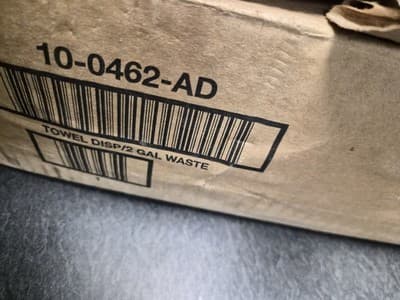 10-0462-AD
TOWEL DISP/2 GAL WASTE